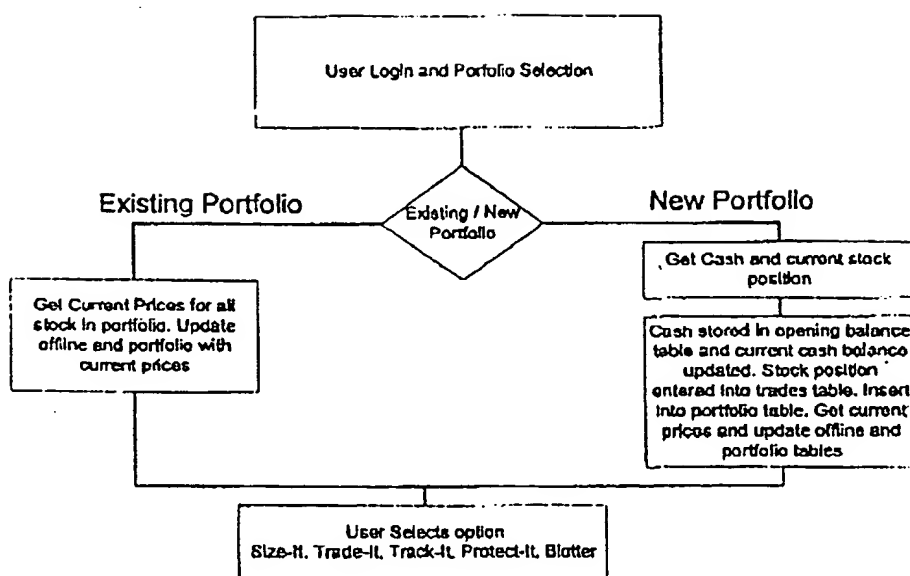 User Login and Porfolio Selection
Existing Portfolio
Existing / New
Portfolio
New Portfolio
Get Cash and current stock
position
Get Current Prices for all
stock in portfolio. Update
offline and portfolio with
current prices
Cash stored in opening balance
table and current cash balance
updated. Stock position
entered into trades table. Insert
into portfolio table. Get current
prices and update offline and
portfolio tables
User Selects option
Size-It, Trade-It, Track-It, Protect-It, Blotter